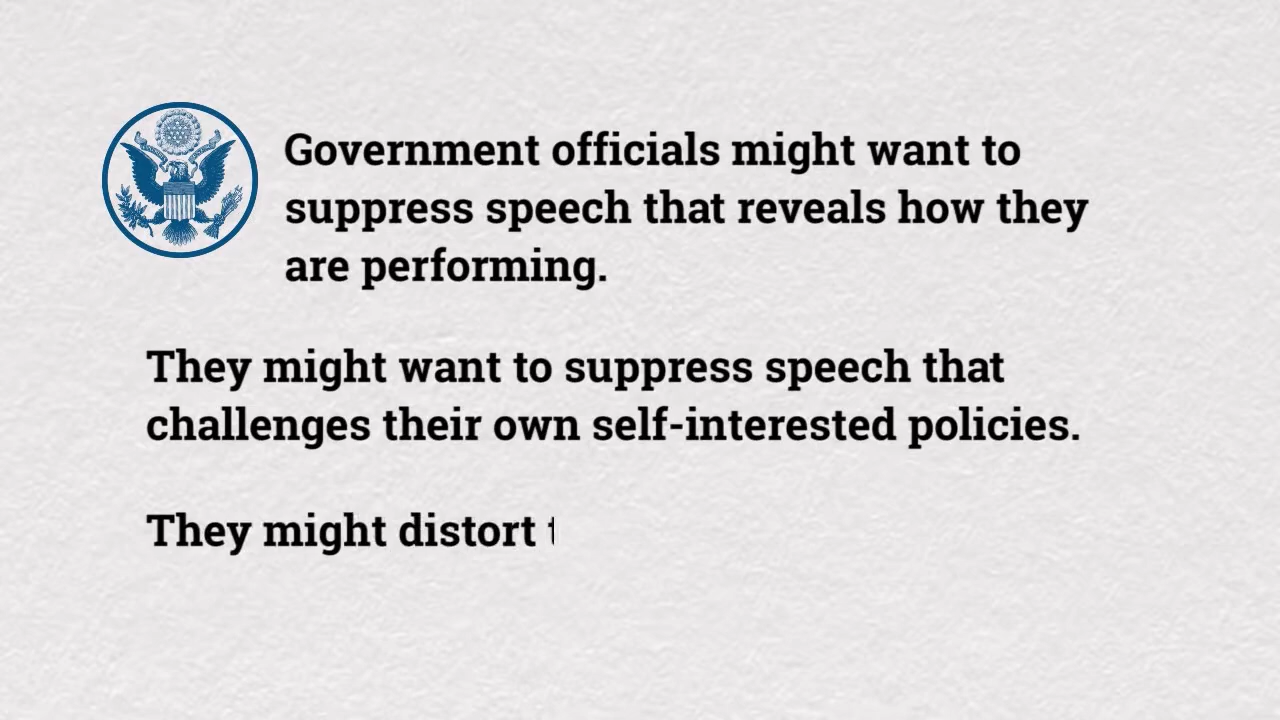 Government officials might want to
suppress speech that reveals how they
are performing.
They might want to suppress speech that
challenges their own self-interested policies.
They might distort